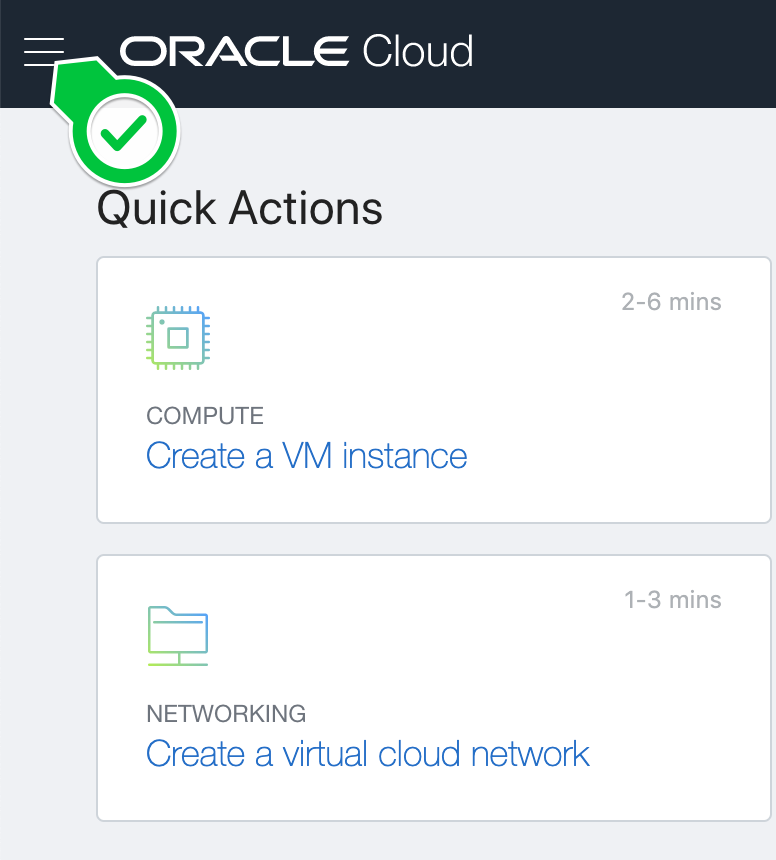 ORACLE Cloud
Quick Actions
2-6 mins
COMPUTE
Create a VM instance
1-3 mins
NETWORKING
Create a virtual cloud network